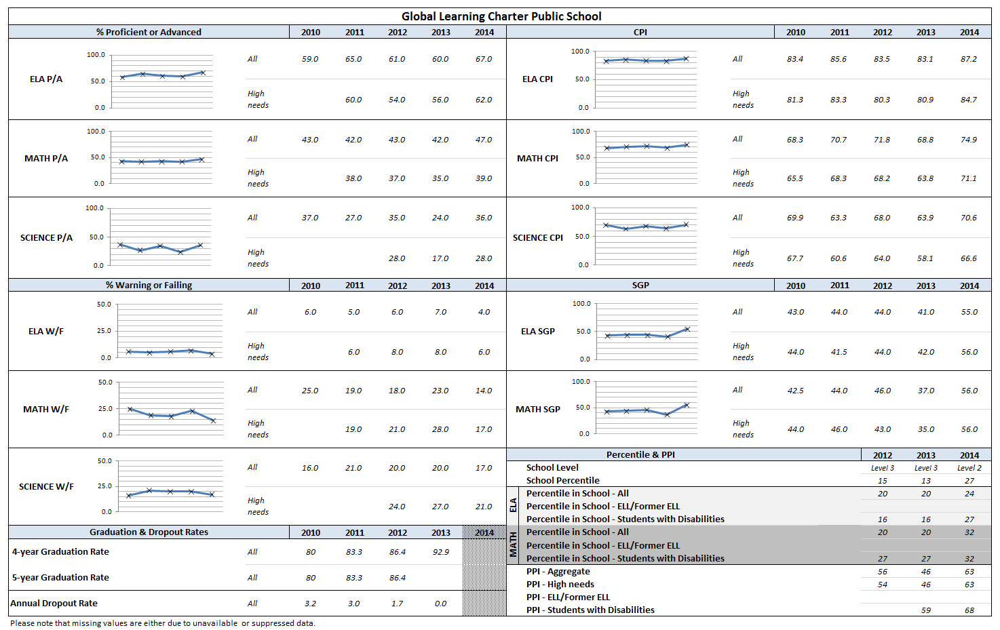 Global Learning Charter Public School
% Proficient or Advanced 2010 2011 2012 2013 2014
ELA P/A
100.0
50.0
0.0
All 59.0 65.0 61.0 60.0 67.0
High needs 60.0 54.0 56.0 62.0
MATH P/A
100.0
50.0
0.0
All 43.0 42.0 43.0 42.0 47.0
High needs 38.0 37.0 35.0 39.0
SCIENCE P/A
100.0
50.0
0.0
All 37.0 27.0 35.0 24.0 36.0
High needs 28.0 17.0 28.0
% Warning or Failing 2010 2011 2012 2013 2014
ELA W/F
50.0
25.0
0.0
All 6.0 5.0 6.0 7.0 4.0
High needs 6.0 8.0 8.0 6.0
MATH W/F
50.0
25.0
0.0
All 25.0 19.0 18.0 23.0 14.0
High needs 19.0 21.0 28.0 17.0
SCIENCE W/F
50.0
25.0
0.0
All 16.0 21.0 20.0 20.0 17.0
High needs 24.0 27.0 21.0
Graduation & Dropout Rates 2010 2011 2012 2013 2014
4-year Graduation Rate All 80 83.3 86.4 92.9
5-year Graduation Rate All 80 83.3 86.4
Annual Dropout Rate All 3.2 3.0 1.7 0.0
CPI 2010 2011 2012 2013 2014
ELA CPI
100.0
50.0
0.0
All 83.4 85.6 83.5 83.1 87.2
High needs 81.3 83.3 80.3 80.9 84.7
MATH CPI
100.0
50.0
0.0
All 68.3 70.7 71.8 68.8 74.9
High needs 65.5 68.3 68.2 63.8 71.1
SCIENCE CPI
100.0
50.0
0.0
All 69.9 63.3 68.0 63.9 70.6
High needs 67.7 60.6 64.0 58.1 66.6
SGP 2010 2011 2012 2013 2014
ELA SGP
100.0
50.0
0.0
All 43.0 44.0 44.0 41.0 55.0
High needs 44.0 41.5 44.0 42.0 56.0
MATH SGP
100.0
50.0
0.0
All 42.5 44.0 46.0 37.0 56.0
High needs 44.0 46.0 43.0 35.0 56.0
Percentile & PPI 2012 2013 2014
School Level Level 3 Level 3 Level 2
School Percentile 15 13 27
ELA
Percentile in School - All 20 20 24
Percentile in School - ELL/Former ELL
Percentile in School - Students with Disabilities 16 16 27
MATH
Percentile in School - All 20 20 32
Percentile in School - ELL/Former ELL
Percentile in School - Students with Disabilities 27 27 32
PPI - Aggregate 56 46 63
PPI - High needs 54 46 63
PPI - ELL/Former ELL
PPI - Students with Disabilities 59 68
Please note that missing values are either due to unavailable or suppressed data.